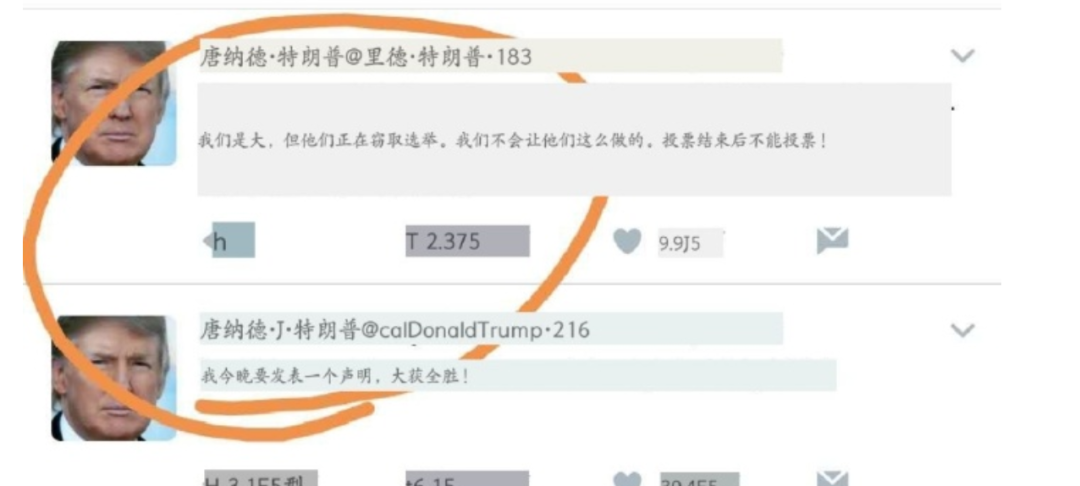 唐纳德·特朗普@里德·特朗普·183
我们是大，但他们正在窃取选举。我们不会让他们这么做的。投票结束后不能投票！
h
T 2.375
9.9J5
唐纳德·J·特朗普@calDonaldTrump·216
我今晚要发表一个声明，大获全胜！